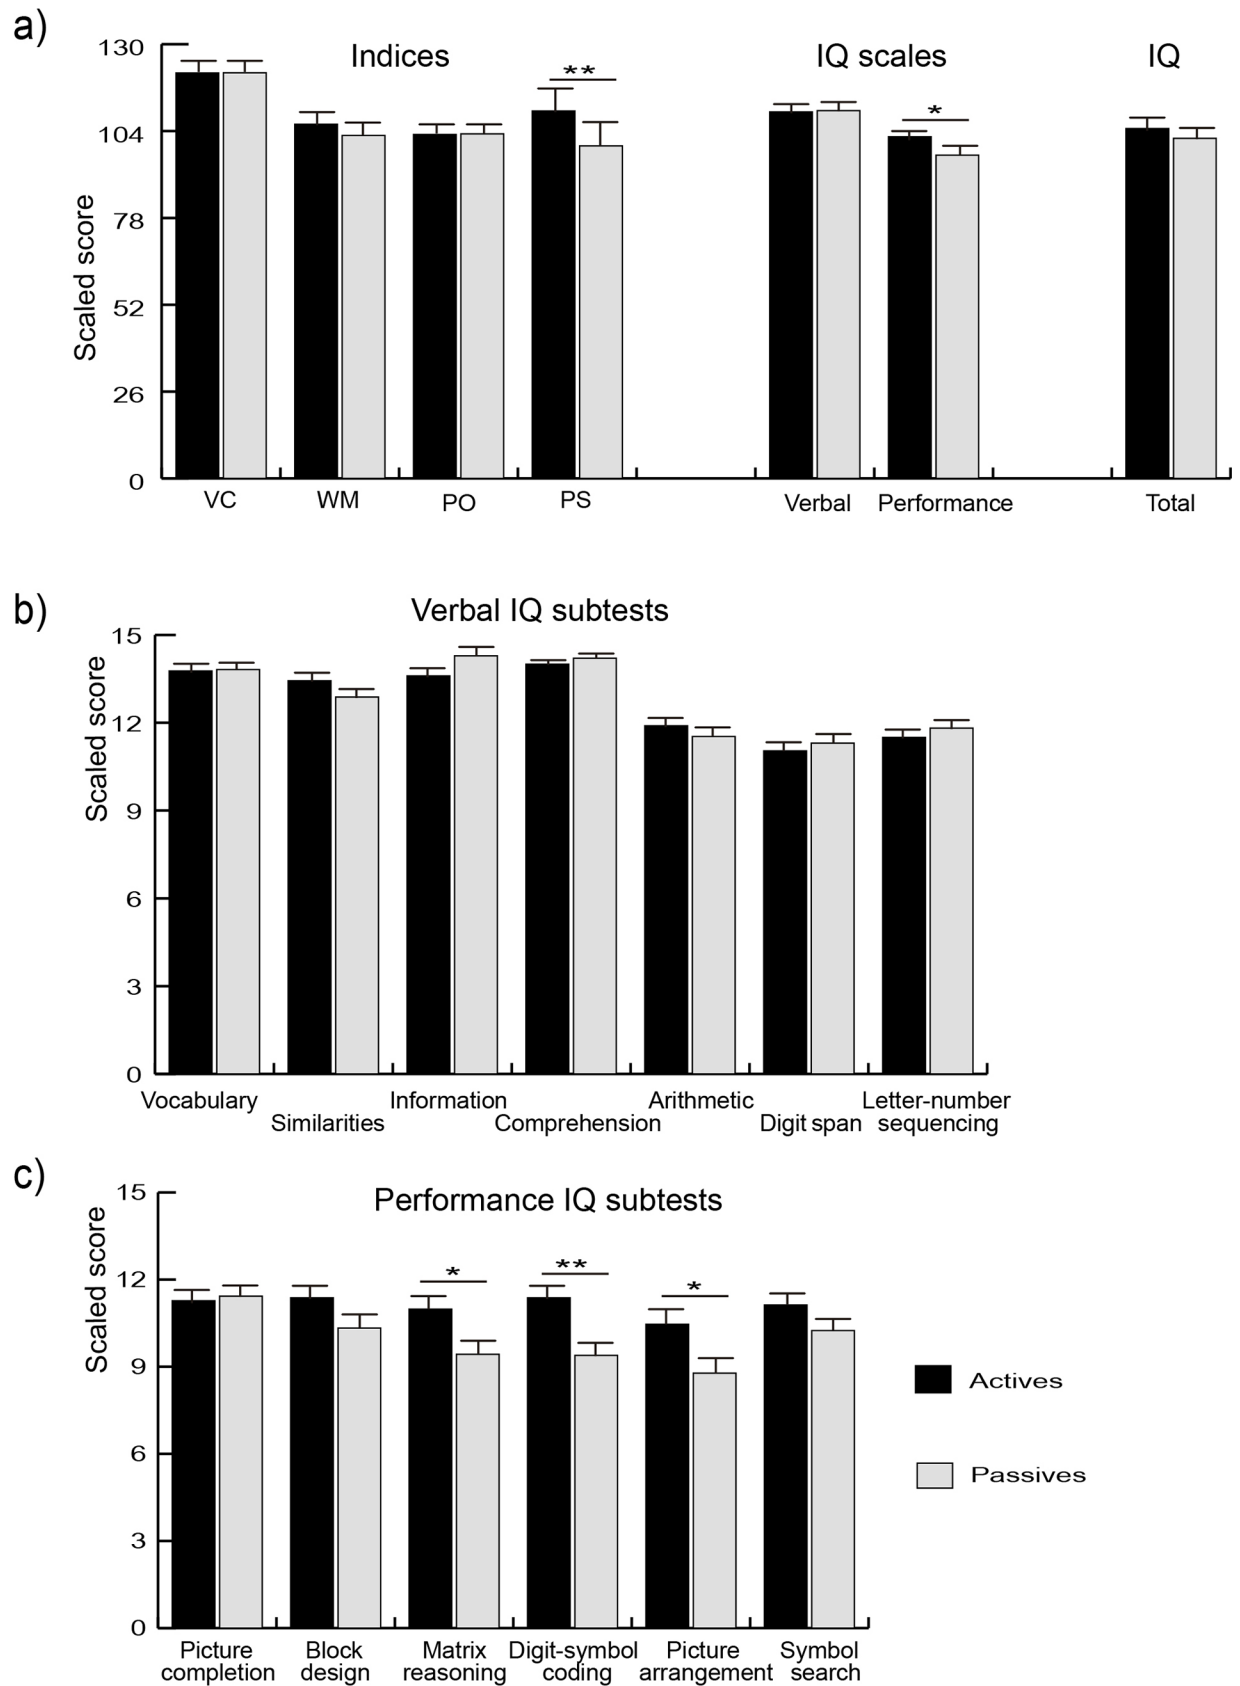 a)
Indices
IQ scales
IQ
Scaled score
130
104
78
52
26
0
**
*
VC
WM
PO
PS
Verbal
Performance
Total
b)
Verbal IQ subtests
Scaled score
15
12
9
6
3
0
Vocabulary
Similarities
Information
Comprehension
Arithmetic
Digit span
Letter-number
sequencing
c)
Performance IQ subtests
Scaled score
15
12
9
6
3
0
*
**
*
Picture
completion
Block
design
Matrix
reasoning
Digit-symbol
coding
Picture
arrangement
Symbol
search
Actives
Passives